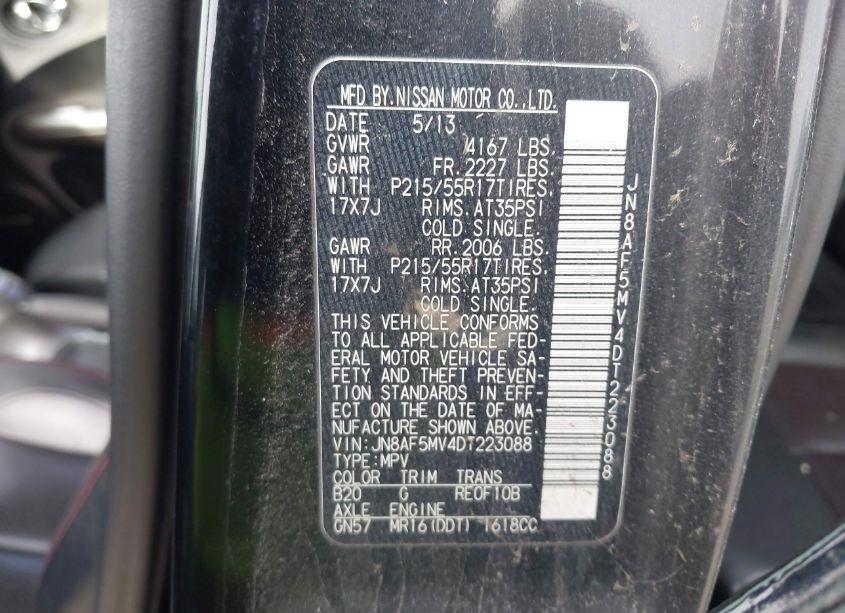 MFD BY.NISSAN MOTOR CO.,LTD.
DATE 5/13
GVWR 4167 LBS.
GAWR FR.2227 LBS.
WITH P215/55R17TIRES.
17X7J RIMS.AT35PSI
COLD SINGLE.
GAWR RR.2006 LBS.
WITH P215/55R17TIRES.
17X7J RIMS.AT35PSI
COLD SINGLE.
THIS VEHICLE CONFORMS
TO ALL APPLICABLE FED-
ERAL MOTOR VEHICLE SA-
FETY AND THEFT PREVEN-
TION STANDARDS IN EFF-
ECT ON THE DATE OF MA-
NUFACTURE SHOWN ABOVE.
VIN:JN8AF5MV4DT223088
TYPE:MPV
COLOR TRIM TRANS
B20 G RE0F10B
AXLE ENGINE
GN57 MR16(DDT) 1618CC
JN8AF5MV4DT223088